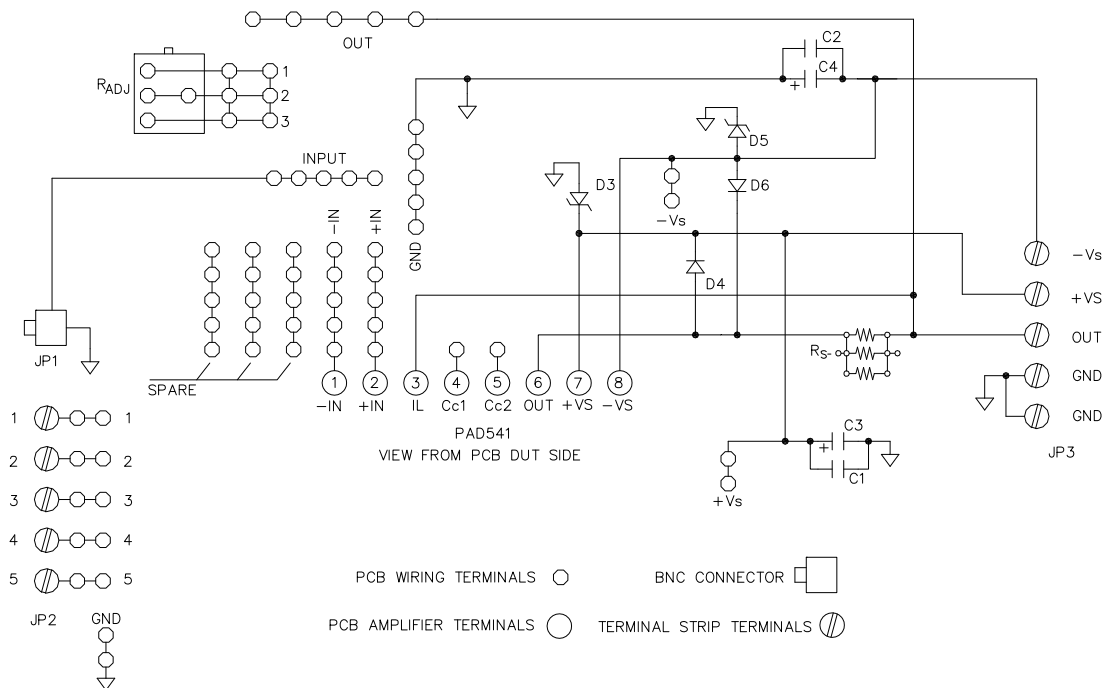 OUT
C2
C4
+
RADJ
1
2
3
D5
D6
D3
INPUT
-IN
+IN
GND
-Vs
D4
-Vs
+VS
OUT
GND
GND
JP3
RS-
JP1
SPARE
1
2
3
4
5
6
7
8
-IN
+IN
IL
Cc1
Cc2
OUT
+VS
-VS
PAD541
VIEW FROM PCB DUT SIDE
C3
+
C1
+Vs
1 1
2 2
3 3
4 4
5 5
JP2
GND
PCB WIRING TERMINALS
BNC CONNECTOR
PCB AMPLIFIER TERMINALS
TERMINAL STRIP TERMINALS